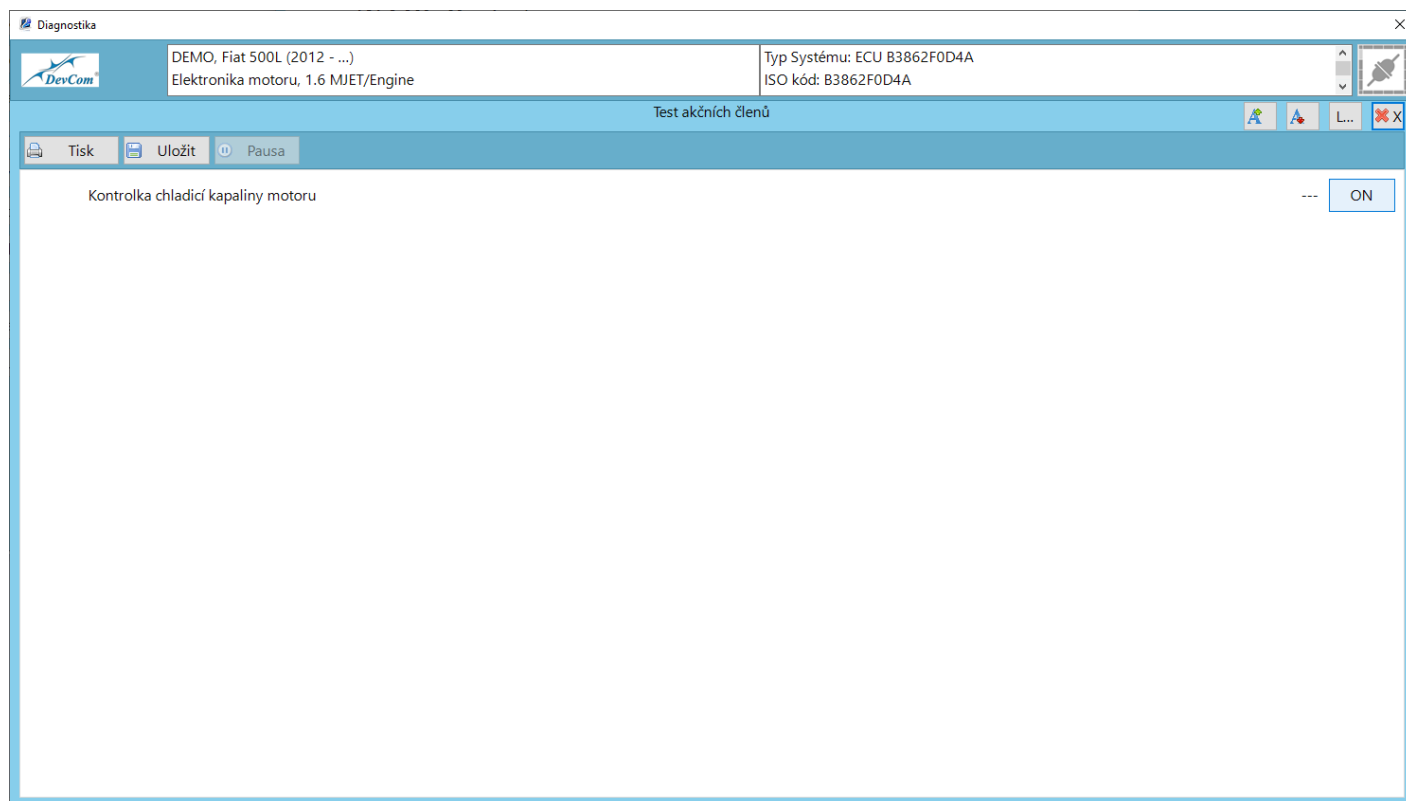 Diagnostika
DevCom
DEMO, Fiat 500L (2012 - ...)
Elektronika motoru, 1.6 MJET/Engine
Typ Systému: ECU B3862F0D4A
ISO kód: B3862F0D4A
Test akčních členů
L...
X
Tisk
Uložit
Pausa
Kontrolka chladicí kapaliny motoru
---
ON